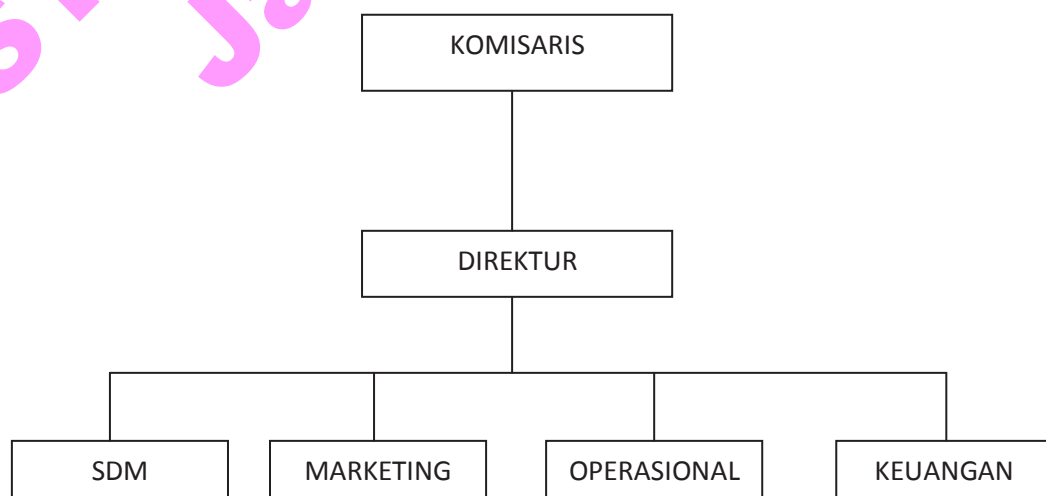 KOMISARIS
DIREKTUR
SDM
MARKETING
OPERASIONAL
KEUANGAN